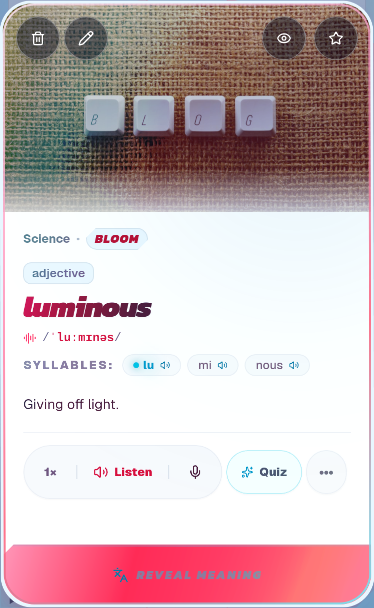 B L O G
Science · BLOOM
adjective
luminous
/ˈluːmɪnəs/
SYLLABLES: lu mi nous
Giving off light.
1× Listen Quiz
REVEAL MEANING